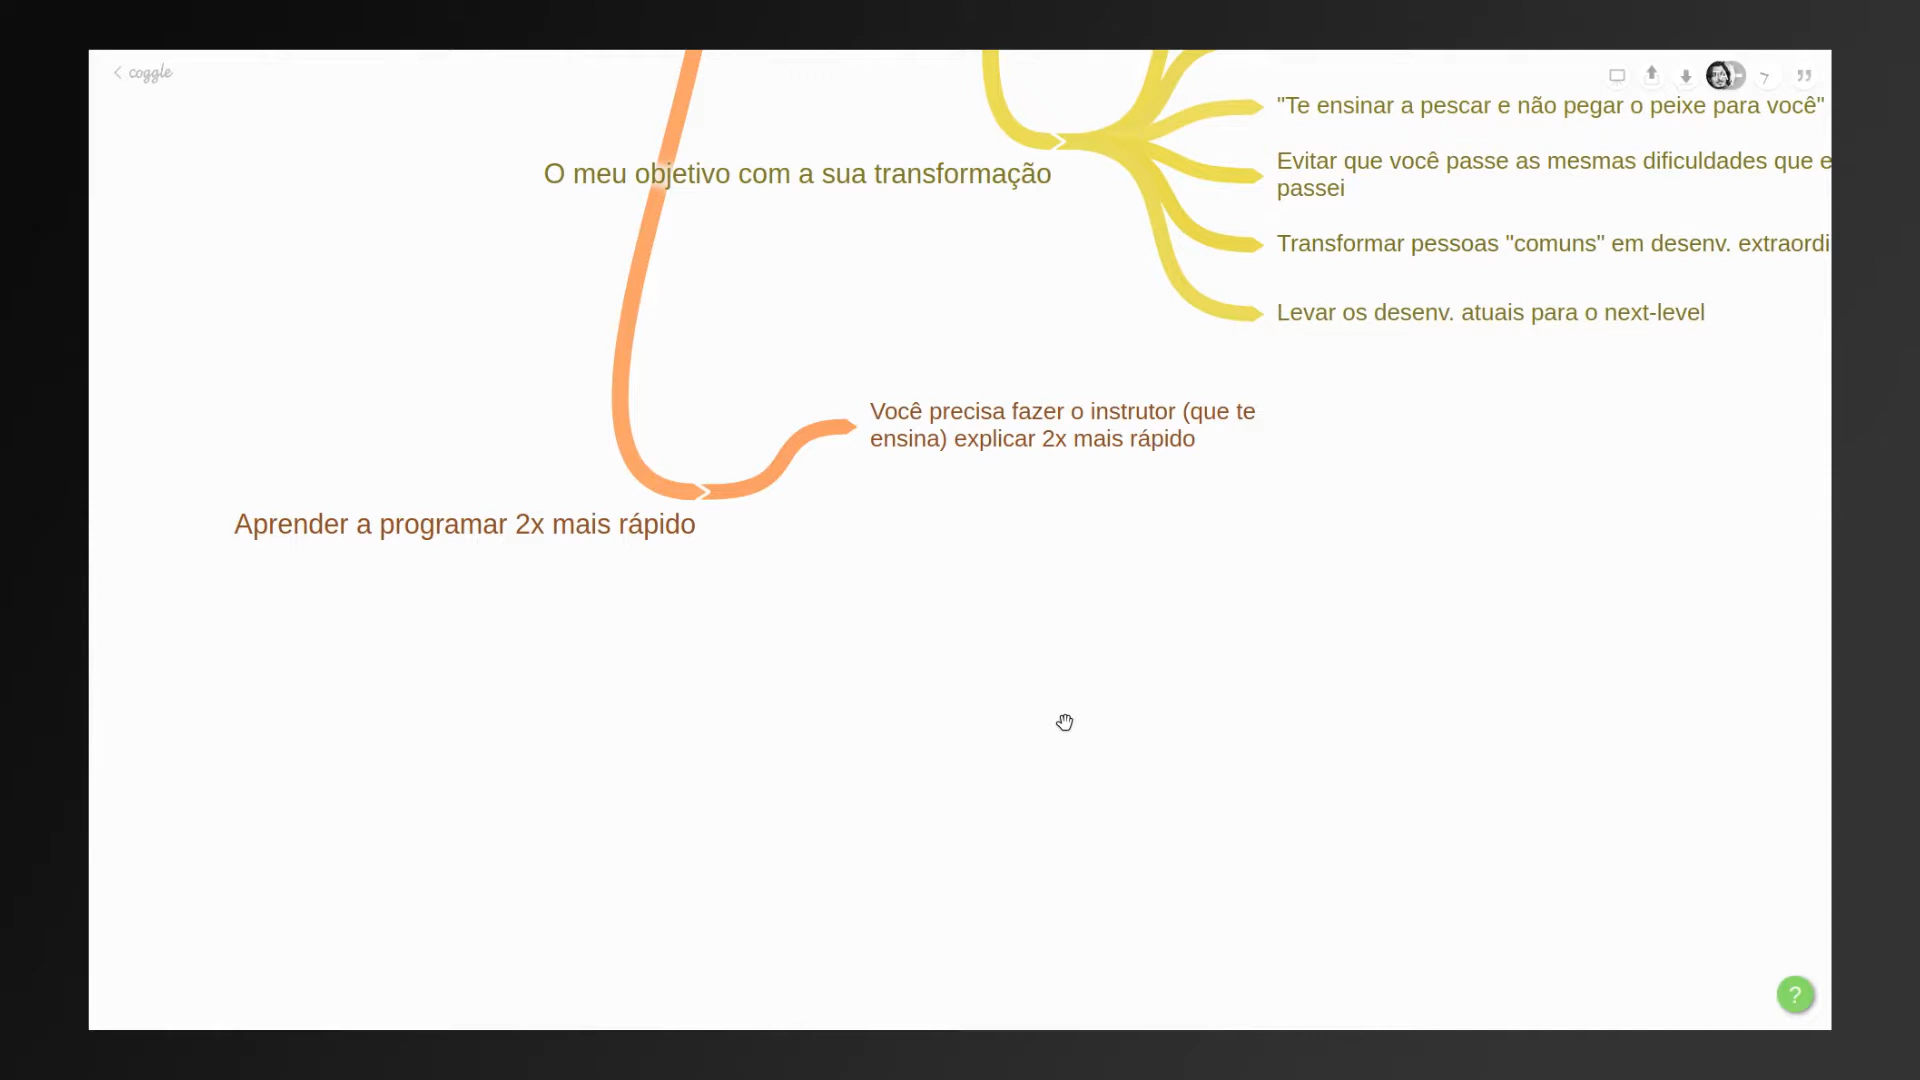 coggle
"Te ensinar a pescar e não pegar o peixe para você"
Evitar que você passe as mesmas dificuldades que
passei
O meu objetivo com a sua transformação
Transformar pessoas "comuns" em desenv.
Levar os desenv. atuais para o next-level
Você precisa fazer o instrutor (que te
ensina) explicar 2x mais rápido
Aprender a programar 2x mais rápido
?